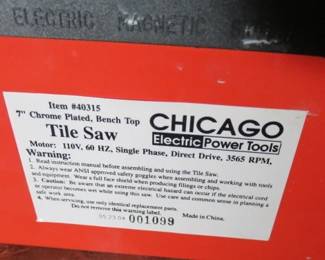 ELECTRIC MAGNETIC
Item #40315
7" Chrome Plated, Bench Top
Tile Saw
CHICAGO
Electric Power Tools
Motor: 110V, 60 HZ, Single Phase, Direct Drive, 3565 RPM,
Warning:
1. Read instruction manual before assembling and using the Tile Saw.
2. Always wear ANSI approved safety goggles when assembling or working with tools
and equipment. Wear a full face shield when producing filings or chips.
3. Caution: Be aware that an extreme electrical hazard can occur if the electrical cord
or operator becomes wet while using this saw. Use care and common sense in planning a
safe work area.
4. When servicing, use only identical replacement parts.
Do not remove this warning label.
Made in China.
001099